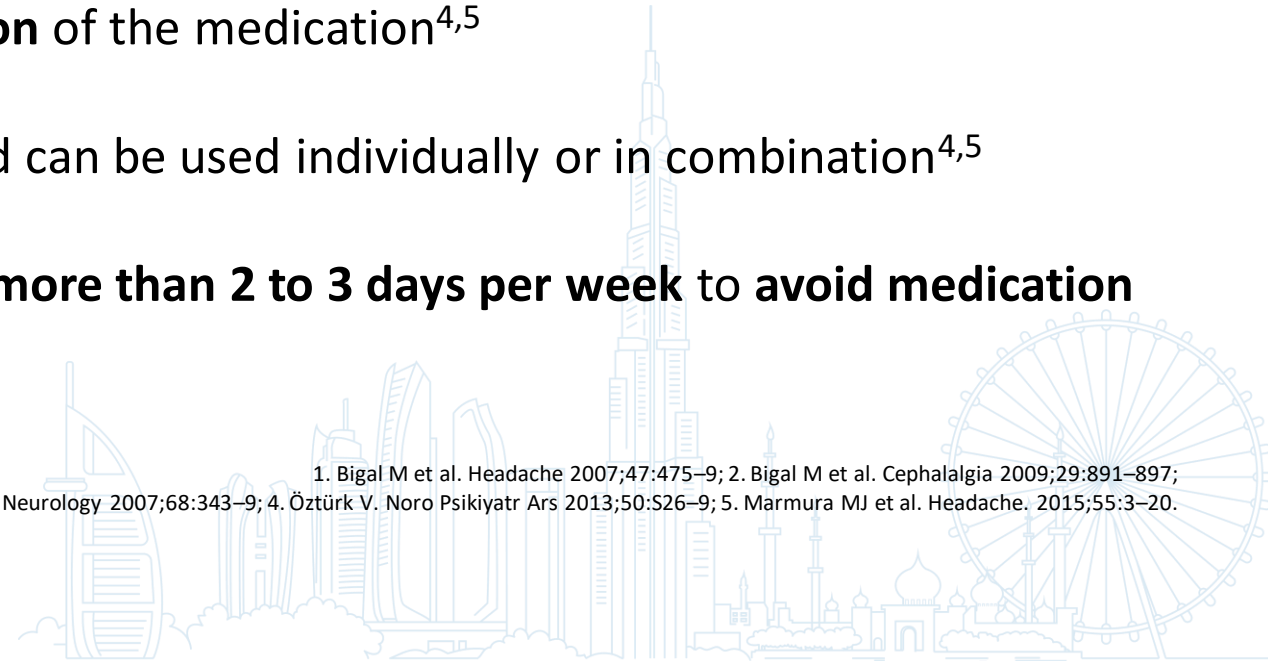 on of the medication4,5
d can be used individually or in combination4,5
more than 2 to 3 days per week to avoid medication
1. Bigal M et al. Headache 2007;47:475–9; 2. Bigal M et al. Cephalalgia 2009;29:891–897;
Neurology 2007;68:343–9; 4. Öztürk V. Noro Psikiyatr Ars 2013;50:S26–9; 5. Marmura MJ et al. Headache. 2015;55:3–20.